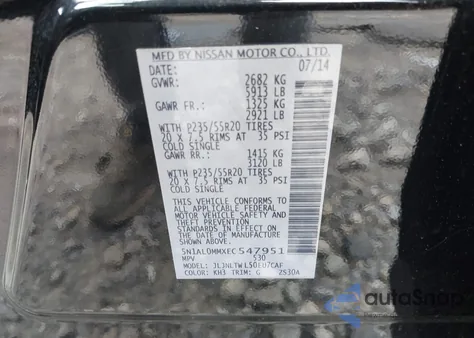 MFD BY NISSAN MOTOR CO., LTD.
DATE: 07/14
GVWR: 2682 KG
5913 LB
GAWR FR.: 1325 KG
2921 LB
WITH P235/55R20 TIRES
20 X 7.5 RIMS AT 35 PSI
COLD SINGLE
GAWR RR.: 1415 KG
3120 LB
WITH P235/55R20 TIRES
20 X 7.5 RIMS AT 35 PSI
COLD SINGLE
THIS VEHICLE CONFORMS TO
ALL APPLICABLE FEDERAL
MOTOR VEHICLE SAFETY AND
THEFT PREVENTION
STANDARDS IN EFFECT ON
THE DATE OF MANUFACTURE
SHOWN ABOVE.
5N1AL0MMXEC547951
MPV 530
MODEL:
COLOR: KH3 TRIM: G 2S30A
autoSnap